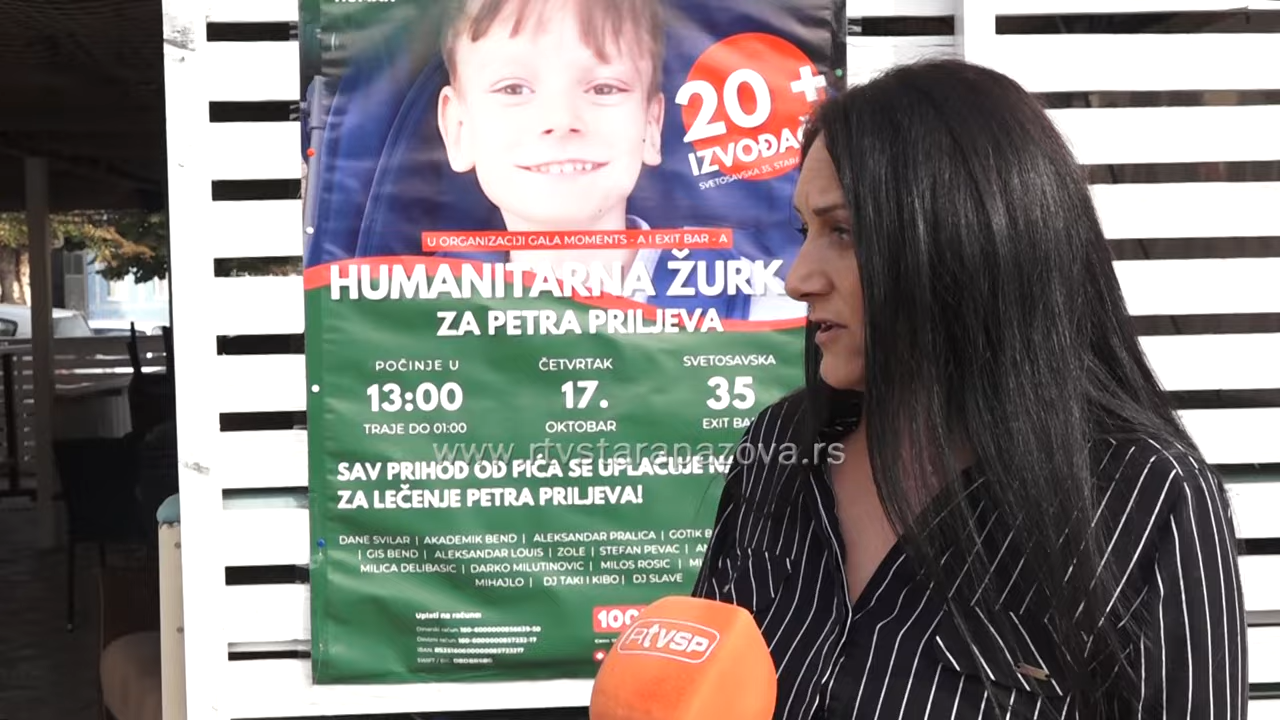 20 +
IZVOĐAČ
SVETOSAVSKA 35, STARA
U ORGANIZACIJI GALA MOMENTS - A I EXIT BAR - A
HUMANITARNA ŽURK
ZA PETRA PRILJEVA
POČINJE U
13:00
TRAJE DO 01:00
ČETVRTAK
17.
OKTOBAR
SVETOSAVSKA
35
EXIT BA
www.rtvstarapazova.rs
SAV PRIHOD OD PIĆA SE UPLAĆUJE NA
ZA LEČENJE PETRA PRILJEVA!
DANE SVILAR | AKADEMIK BEND | ALEKSANDAR PRALICA | GOTIK B
| GIS BEND | ALEKSANDAR LOUIS | ZOLE | STEFAN PEVAC | AN
MILICA DELIBASIC | DARKO MILUTINOVIC | MILOS ROSIC | MI
MIHAJLO | DJ TAKI I KIBO | DJ SLAVE
Uplati na račune:
100
RTVSP